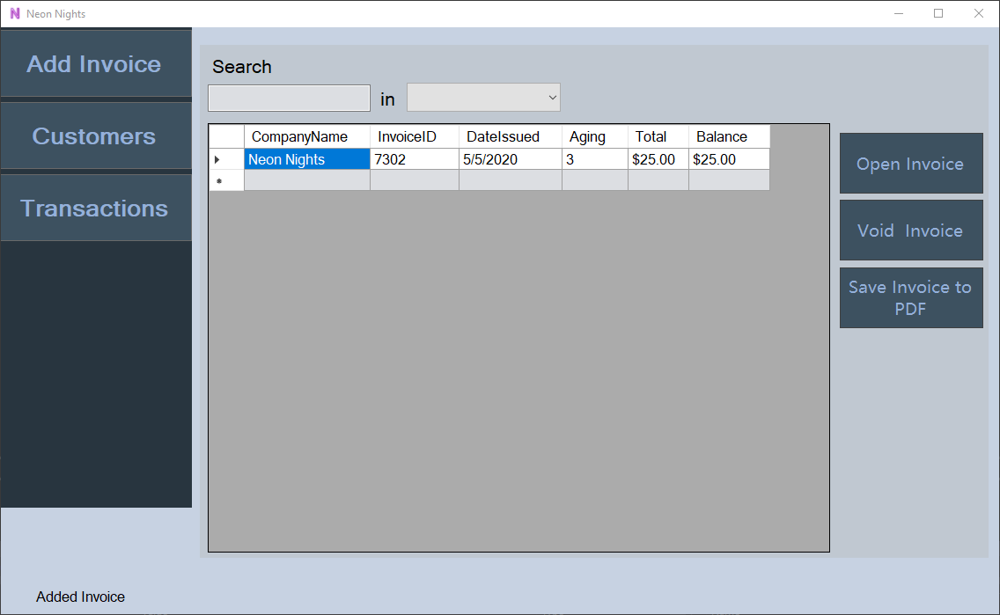 Neon Nights
Add Invoice
Customers
Transactions
Search
in
CompanyName InvoiceID DateIssued Aging Total Balance
Neon Nights 7302 5/5/2020 3 $25.00 $25.00
Open Invoice
Void Invoice
Save Invoice to
PDF
Added Invoice